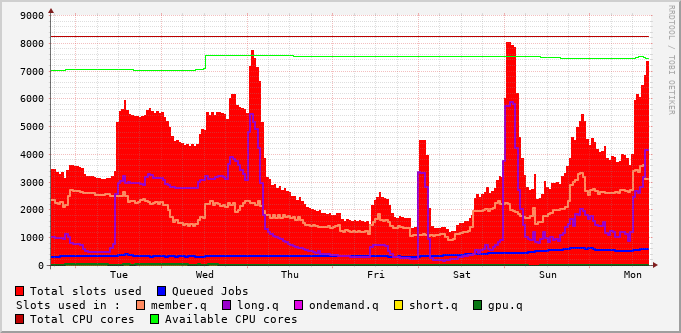 9000
8000
7000
6000
5000
4000
3000
2000
1000
0
Tue Wed Thu Fri Sat Sun Mon
RRDTOOL / TOBI OETIKER
Total slots used Queued Jobs
Slots used in : member.q long.q ondemand.q short.q gpu.q
Total CPU cores Available CPU cores